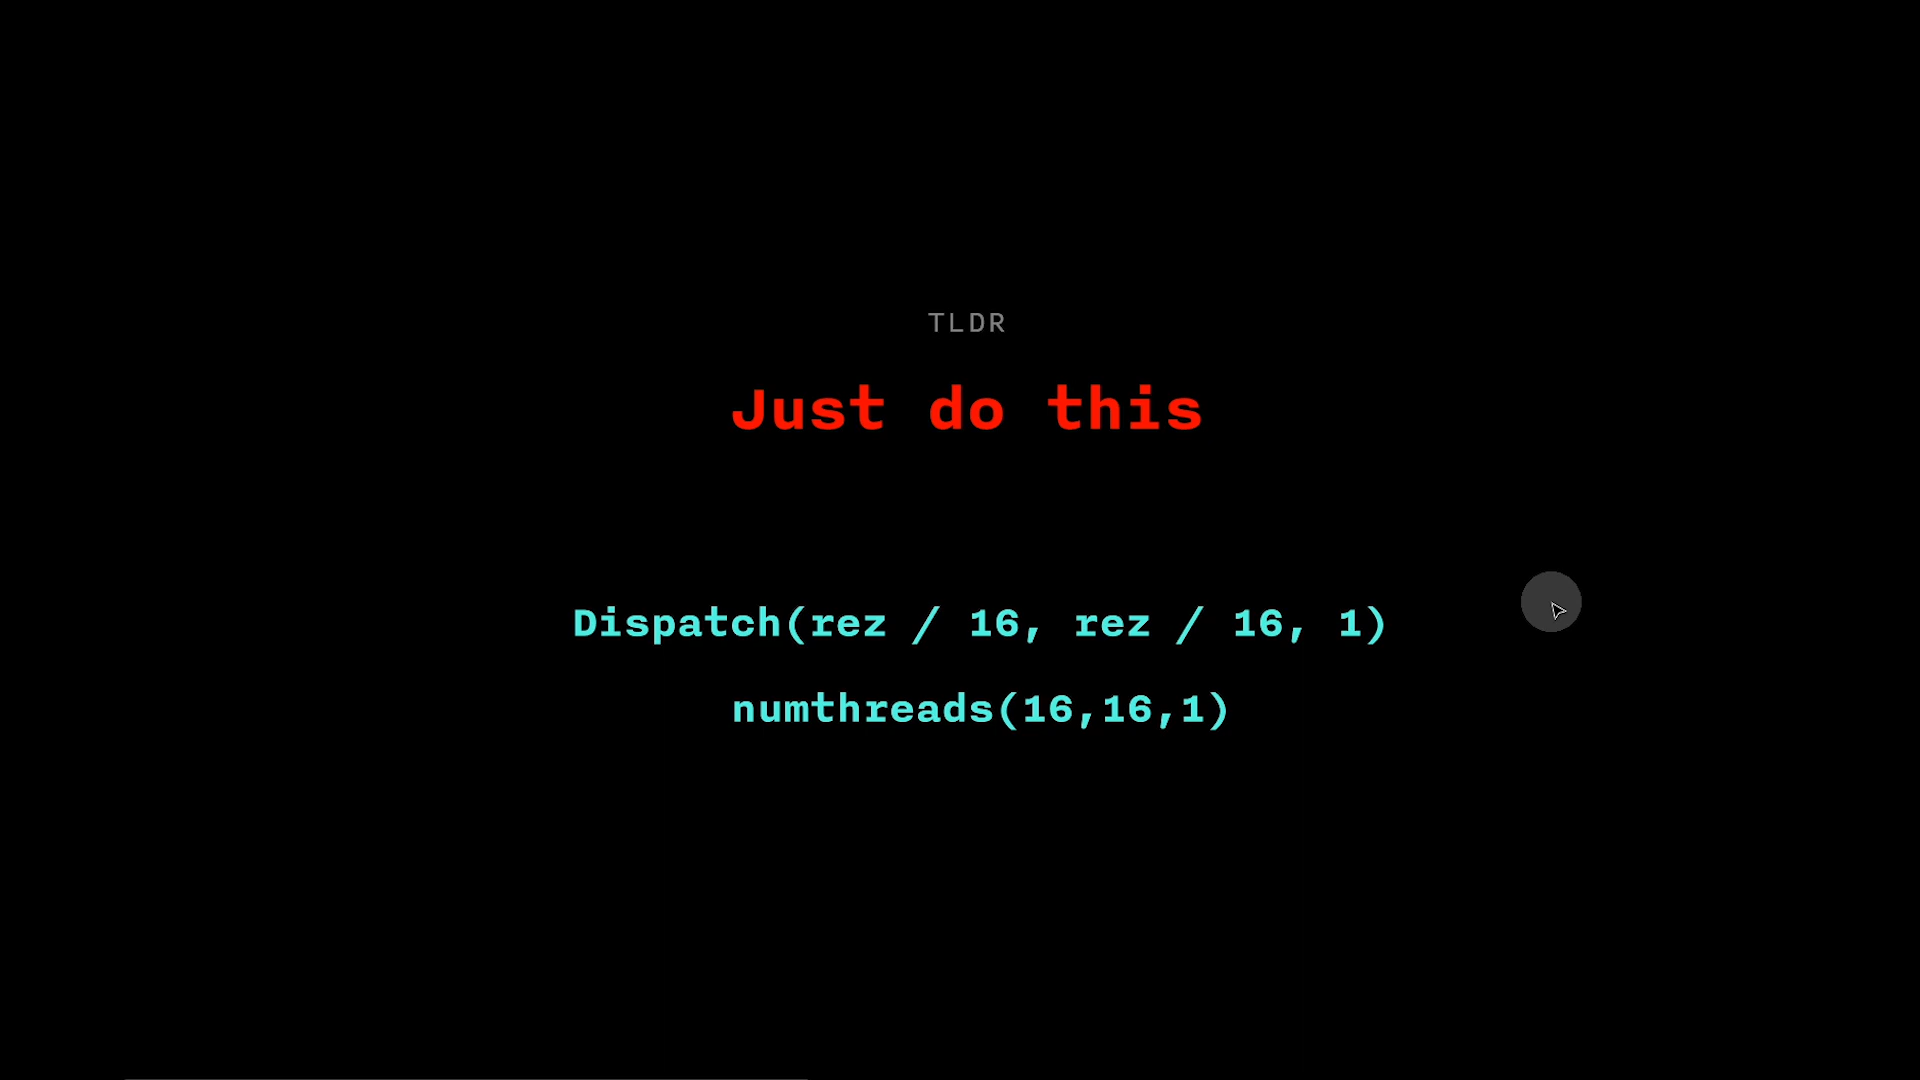 TLDR
Just do this
Dispatch(rez / 16, rez / 16, 1)
numthreads(16,16,1)